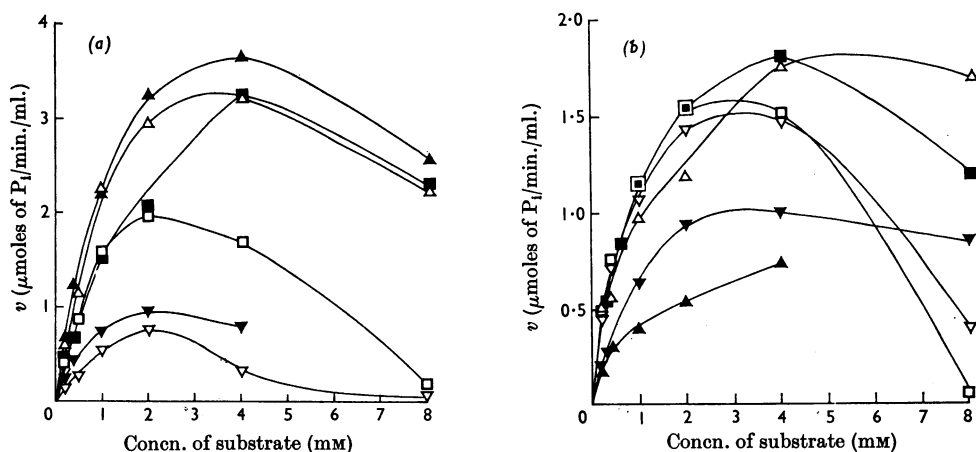 (a)
4
3
2
1
v (μmoles of Pi/min./ml.)
0 1 2 3 4 5 6 7 8
Concn. of substrate (mM)
(b)
2·0
1·5
1·0
0·5
v (μmoles of Pi/min./ml.)
0 1 2 3 4 5 6 7 8
Concn. of substrate (mM)